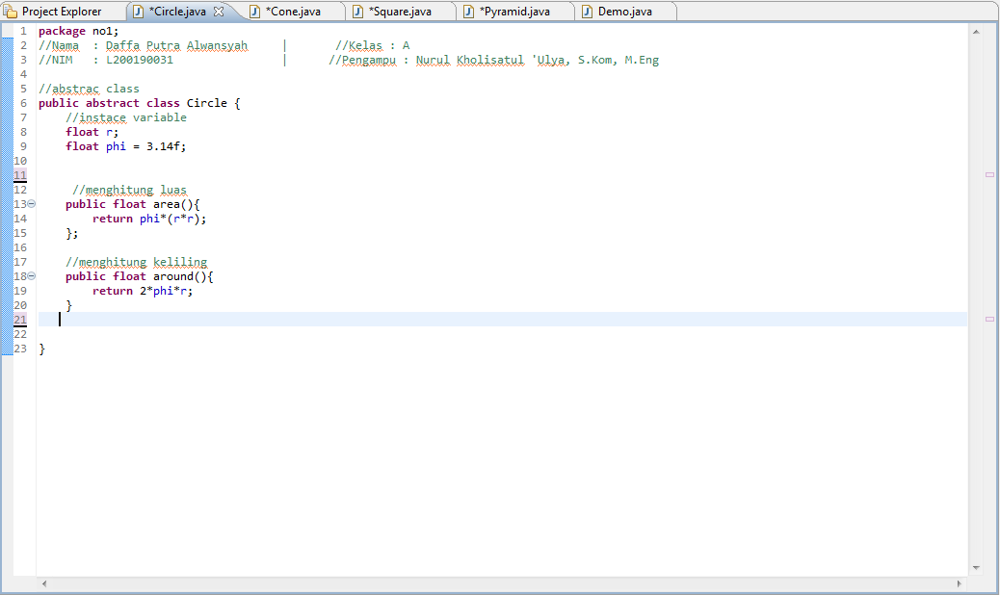 Project Explorer *Circle.java *Cone.java *Square.java *Pyramid.java Demo.java
1 package no1;
2 //Nama  : Daffa Putra Alwansyah     |       //Kelas : A
3 //NIM   : L200190031                |      //Pengampu : Nurul Kholisatul 'Ulya, S.Kom, M.Eng
4
5 //abstrac class
6 public abstract class Circle {
7     //instace variable
8     float r;
9     float phi = 3.14f;
10
11
12      //menghitung luas
13     public float area(){
14         return phi*(r*r);
15     };
16
17     //menghitung keliling
18     public float around(){
19         return 2*phi*r;
20     }
21
22
23 }